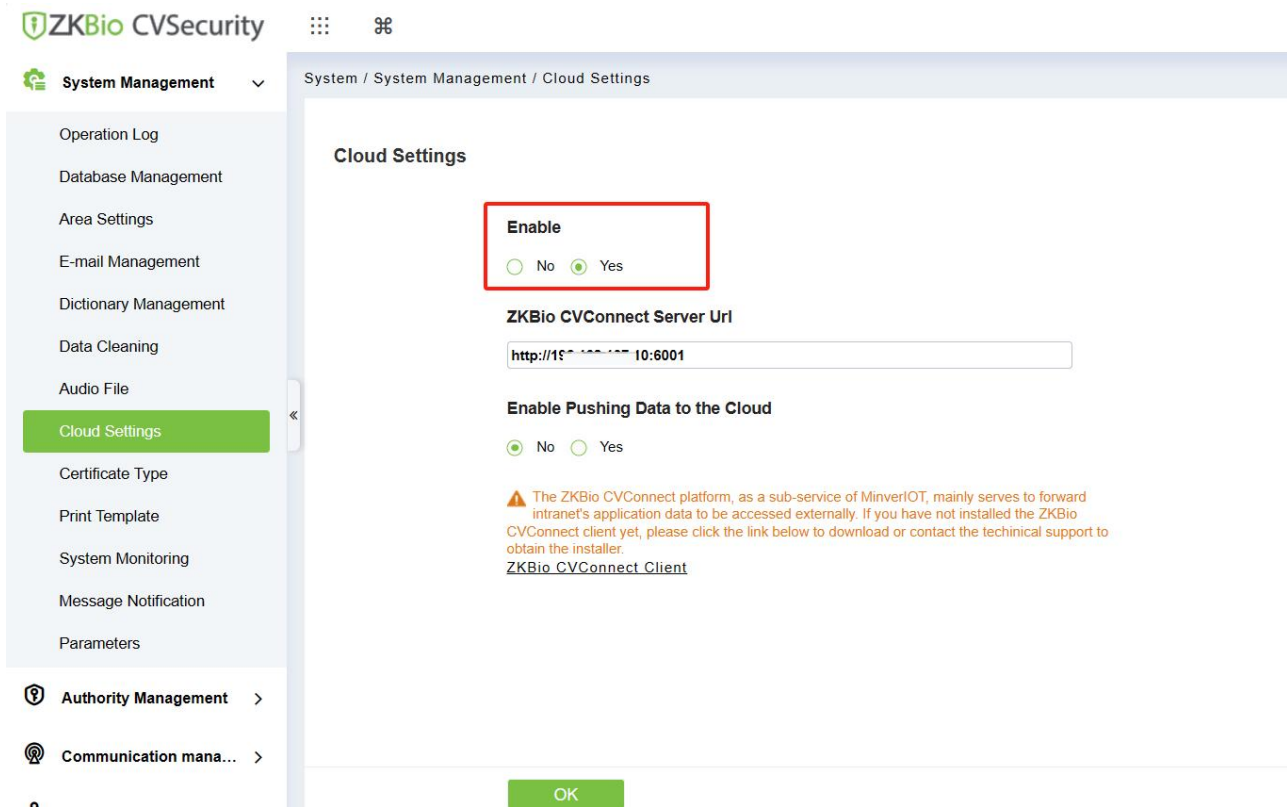 ZKBio CVSecurity
System Management
System / System Management / Cloud Settings
Operation Log
Database Management
Area Settings
E-mail Management
Dictionary Management
Data Cleaning
Audio File
Cloud Settings
Certificate Type
Print Template
System Monitoring
Message Notification
Parameters
Authority Management
Communication mana...
Cloud Settings
Enable
No Yes
ZKBio CVConnect Server Url
http://19 10:6001
Enable Pushing Data to the Cloud
No Yes
The ZKBio CVConnect platform, as a sub-service of MinverIOT, mainly serves to forward
intranet's application data to be accessed externally. If you have not installed the ZKBio
CVConnect client yet, please click the link below to download or contact the techinical support to
obtain the installer.
ZKBio CVConnect Client
OK